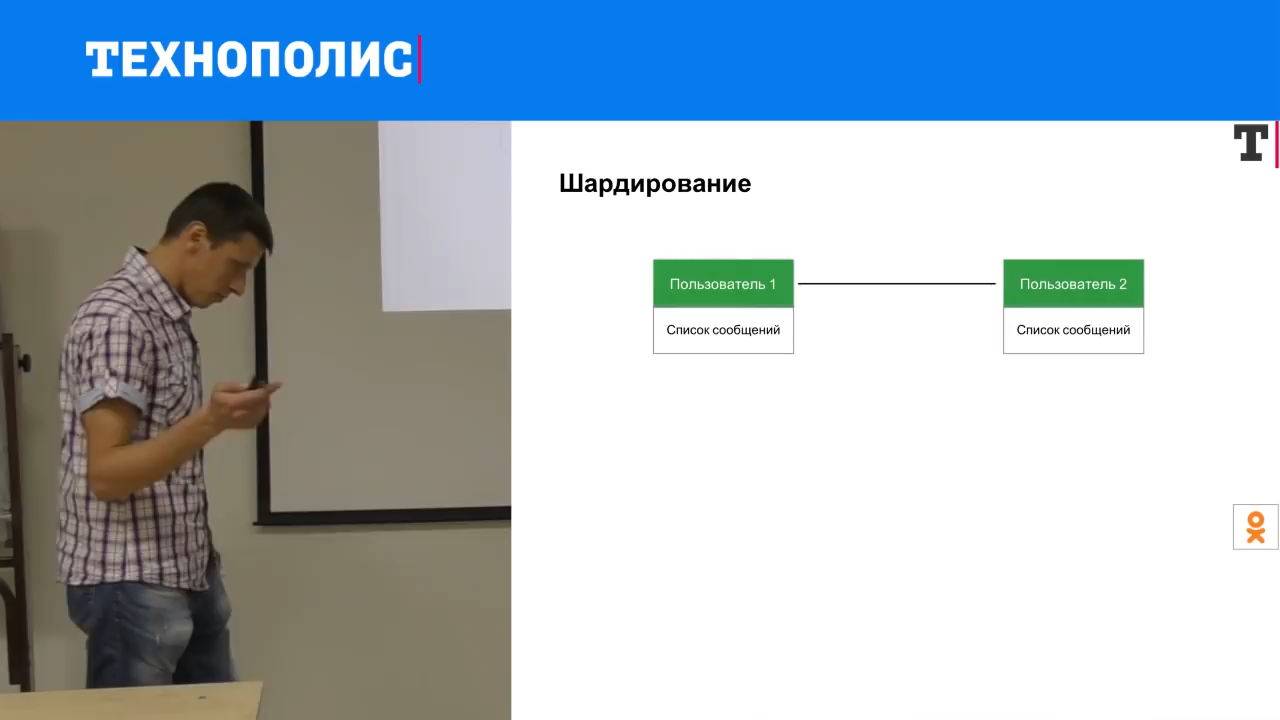 ТЕХНОПОЛИС
Т
Шардирование
Пользователь 1
Список сообщений
Пользователь 2
Список сообщений